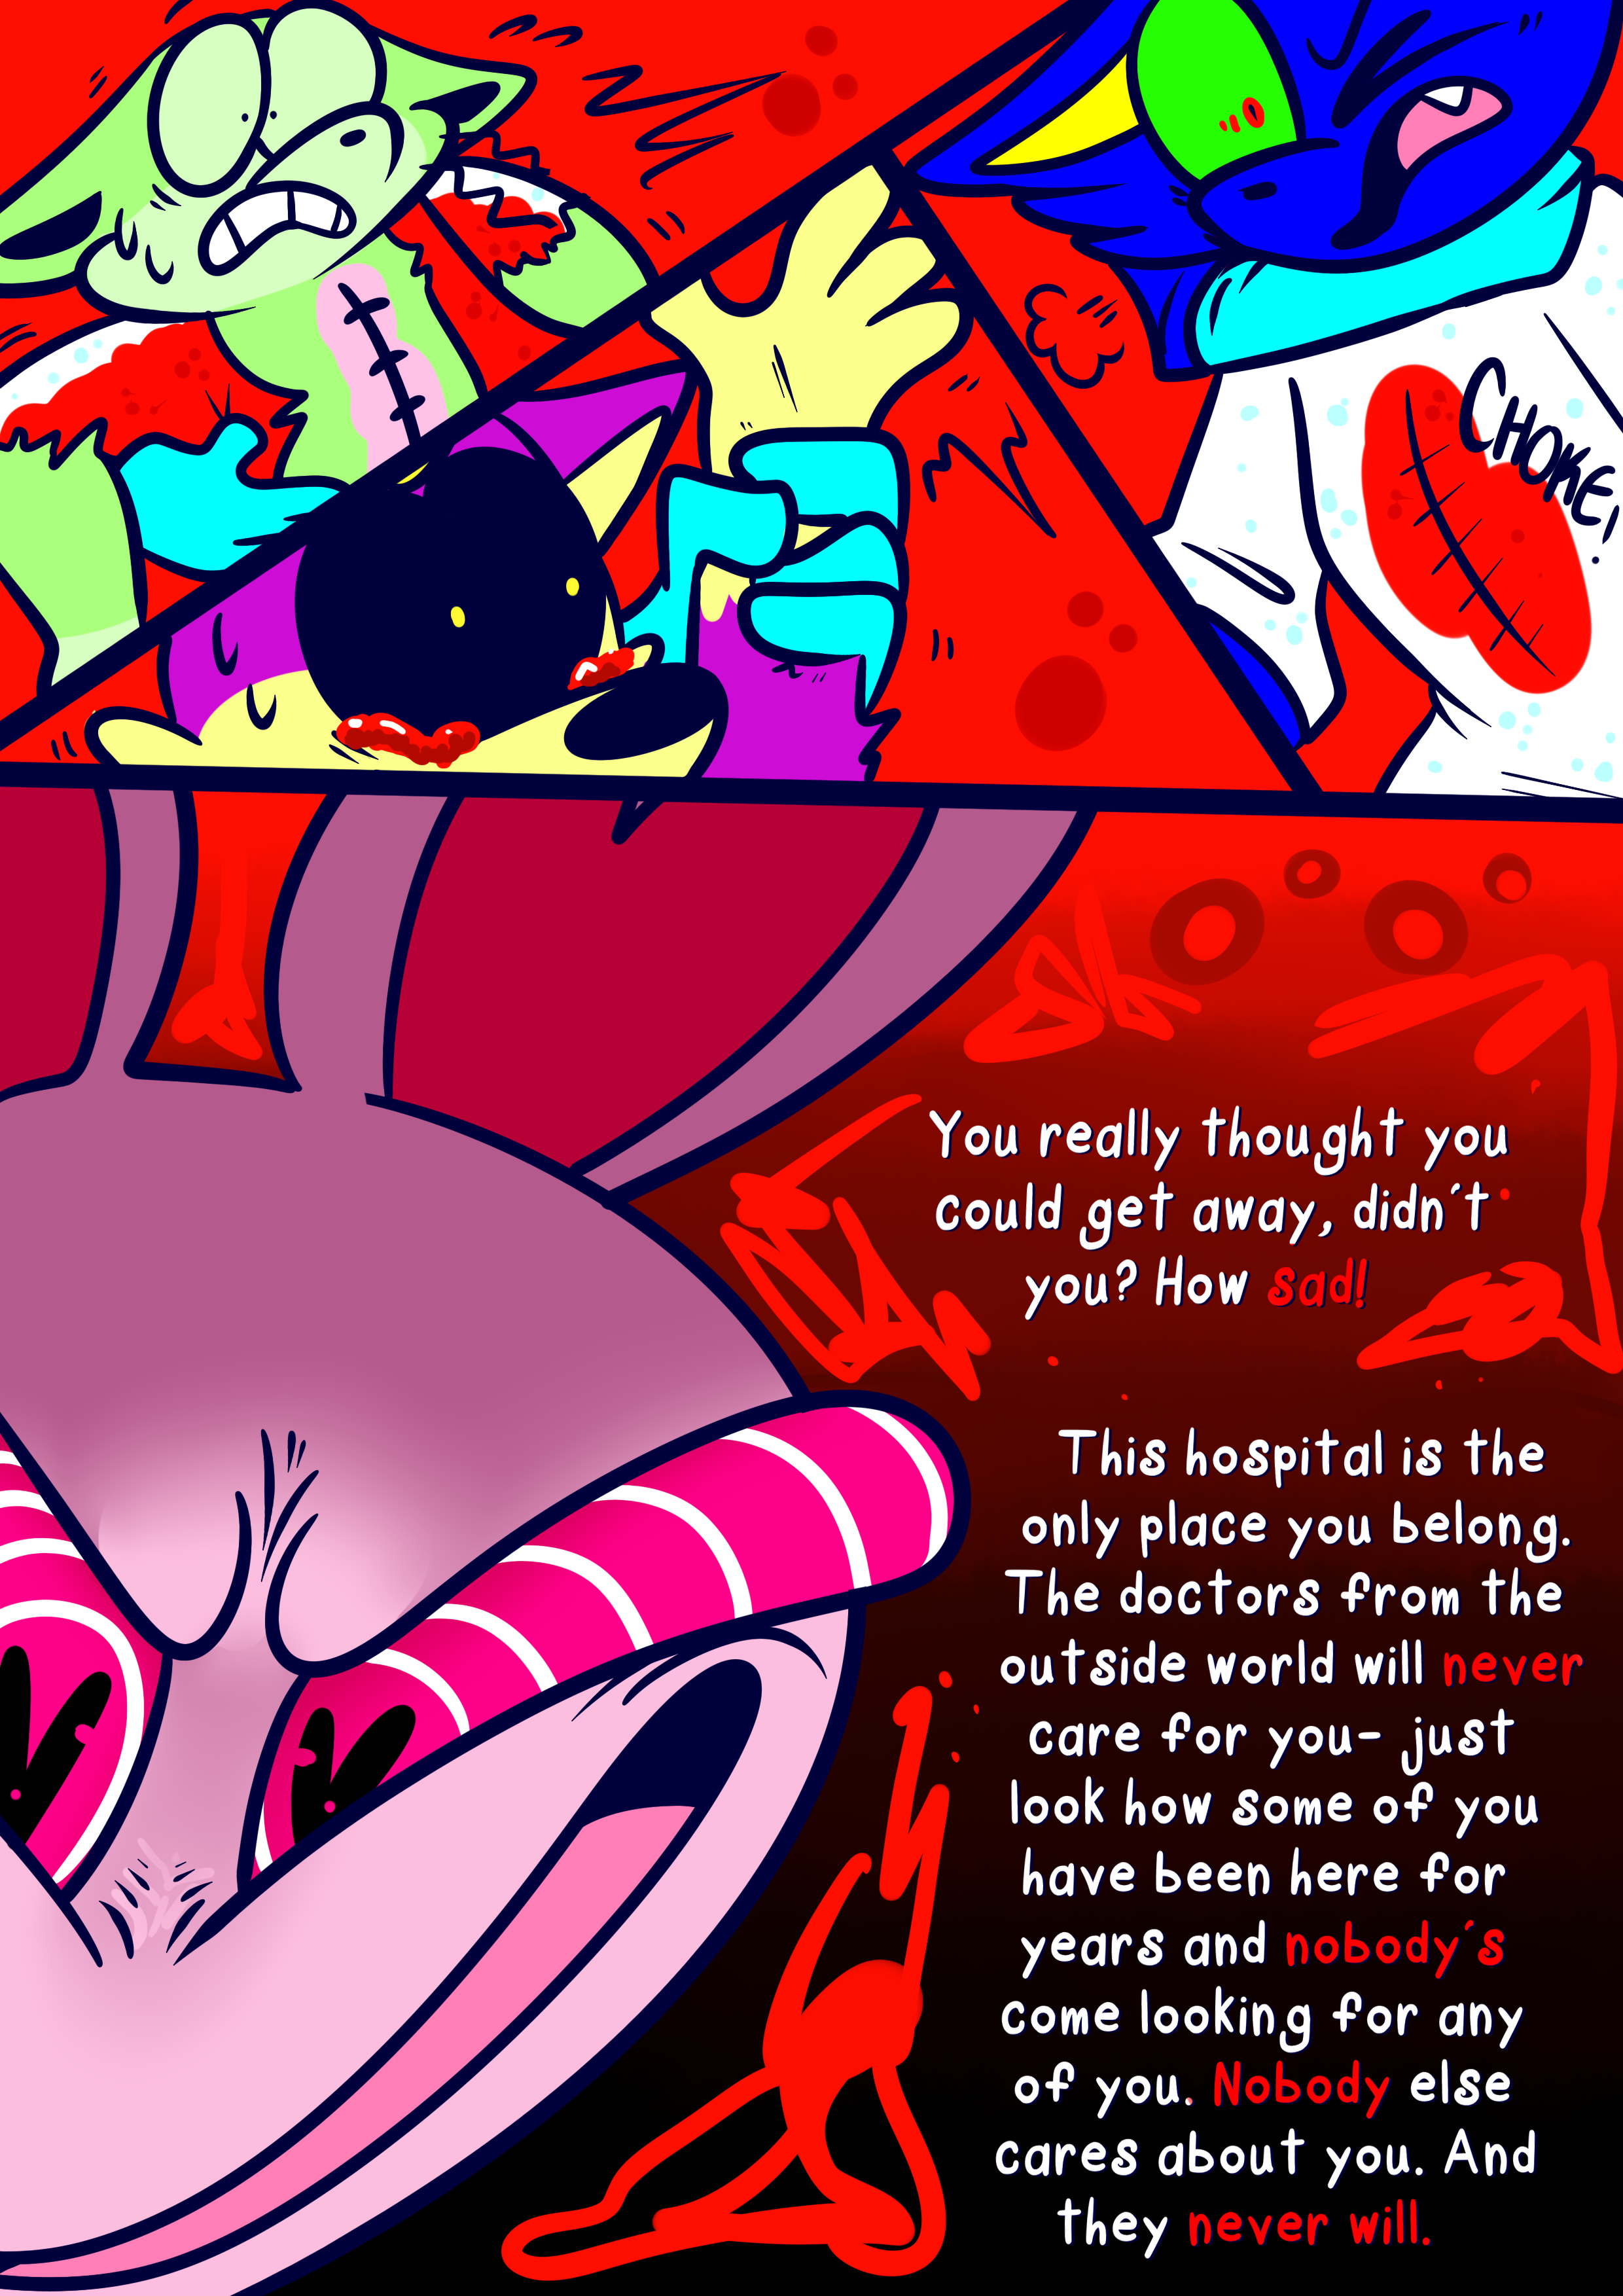 CHOKE!
You really thought you
could get away, didn't
you? How sad!
This hospital is the
only place you belong.
The doctors from the
outside world will never
care for you- just
look how some of you
have been here for
years and nobody's
come looking for any
of you. Nobody else
cares about you. And
they never will.